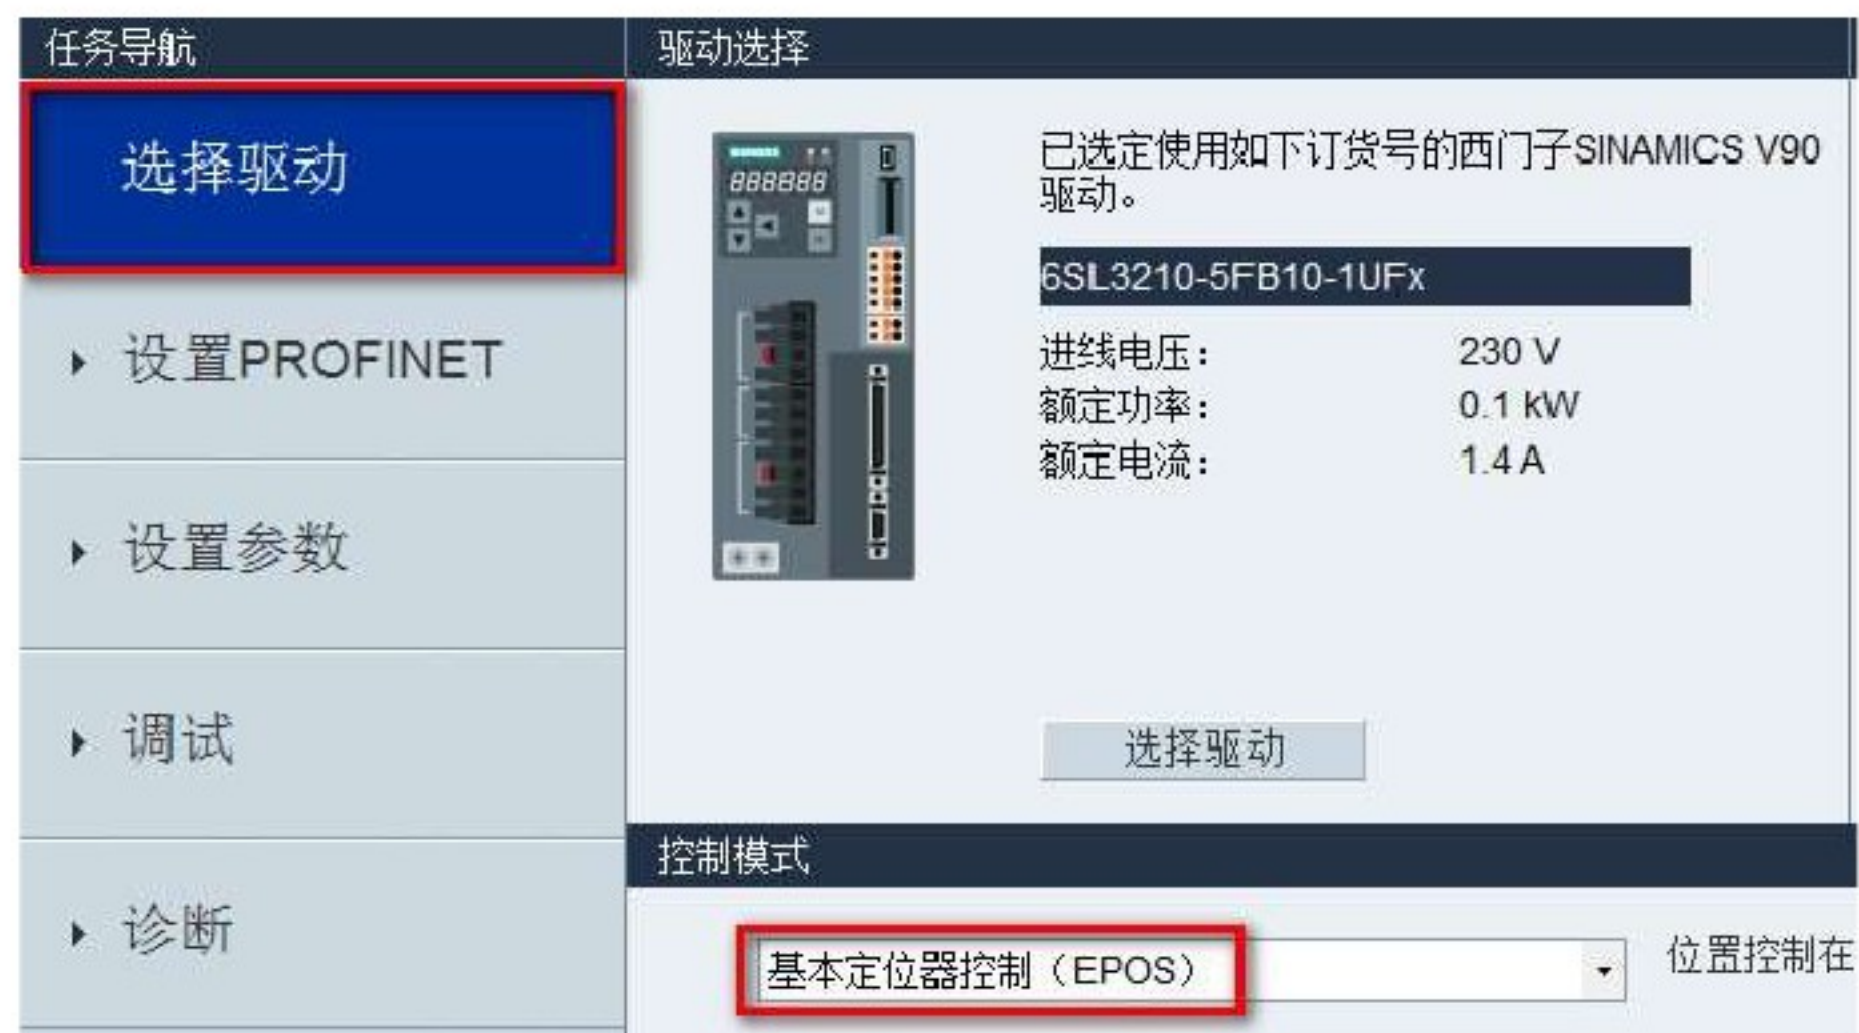 任务导航
选择驱动
设置PROFINET
设置参数
调试
诊断
驱动选择
888888
已选定使用如下订货号的西门子SINAMICS V90
驱动。
6SL3210-5FB10-1UFx
进线电压： 230 V
额定功率： 0.1 kW
额定电流： 1.4 A
选择驱动
控制模式
基本定位器控制（EPOS）
位置控制在